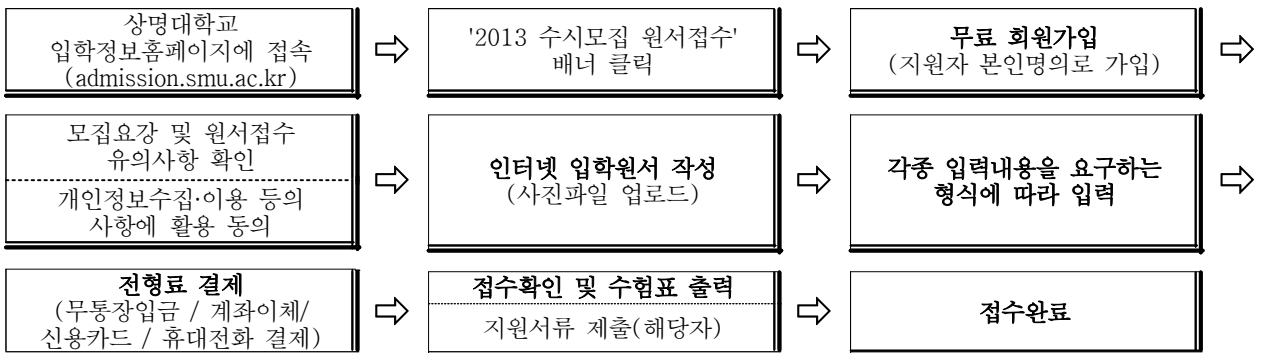 상명대학교
입학정보홈페이지에 접속
(admission.smu.ac.kr)
'2013 수시모집 원서접수'
배너 클릭
무료 회원가입
(지원자 본인명의로 가입)
모집요강 및 원서접수
유의사항 확인
개인정보수집·이용 등의
사항에 활용 동의
인터넷 입학원서 작성
(사진파일 업로드)
각종 입력내용을 요구하는
형식에 따라 입력
전형료 결제
(무통장입금 / 계좌이체/
신용카드 / 휴대전화 결제)
접수확인 및 수험표 출력
지원서류 제출(해당자)
접수완료